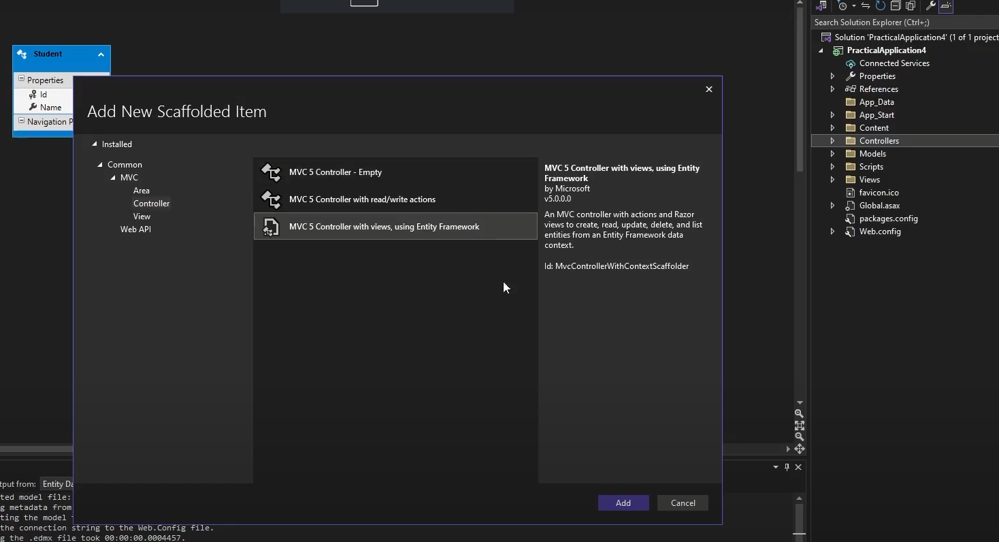 Student
Properties
Id
Name
Navigation P
Add New Scaffolded Item
Installed
Common
MVC
Area
Controller
View
Web API
MVC 5 Controller - Empty
MVC 5 Controller with read/write actions
MVC 5 Controller with views, using Entity Framework
MVC 5 Controller with views, using Entity
Framework
by Microsoft
v5.0.0.0
An MVC controller with actions and Razor
views to create, read, update, delete, and list
entities from an Entity Framework data
context.
Id: MvcControllerWithContextScaffolder
Add
Cancel
Search Solution Explorer (Ctrl+;)
Solution 'PracticalApplication4' (1 of 1 project
PracticalApplication4
Connected Services
Properties
References
App_Data
App_Start
Content
Controllers
Models
Scripts
Views
favicon.ico
Global.asax
packages.config
Web.config
tput from: Entity Da
ted model file:
g metadata from
ting the model
the connection string to the Web.Config file.
g the .edmx file took 00:00:00.0004457.